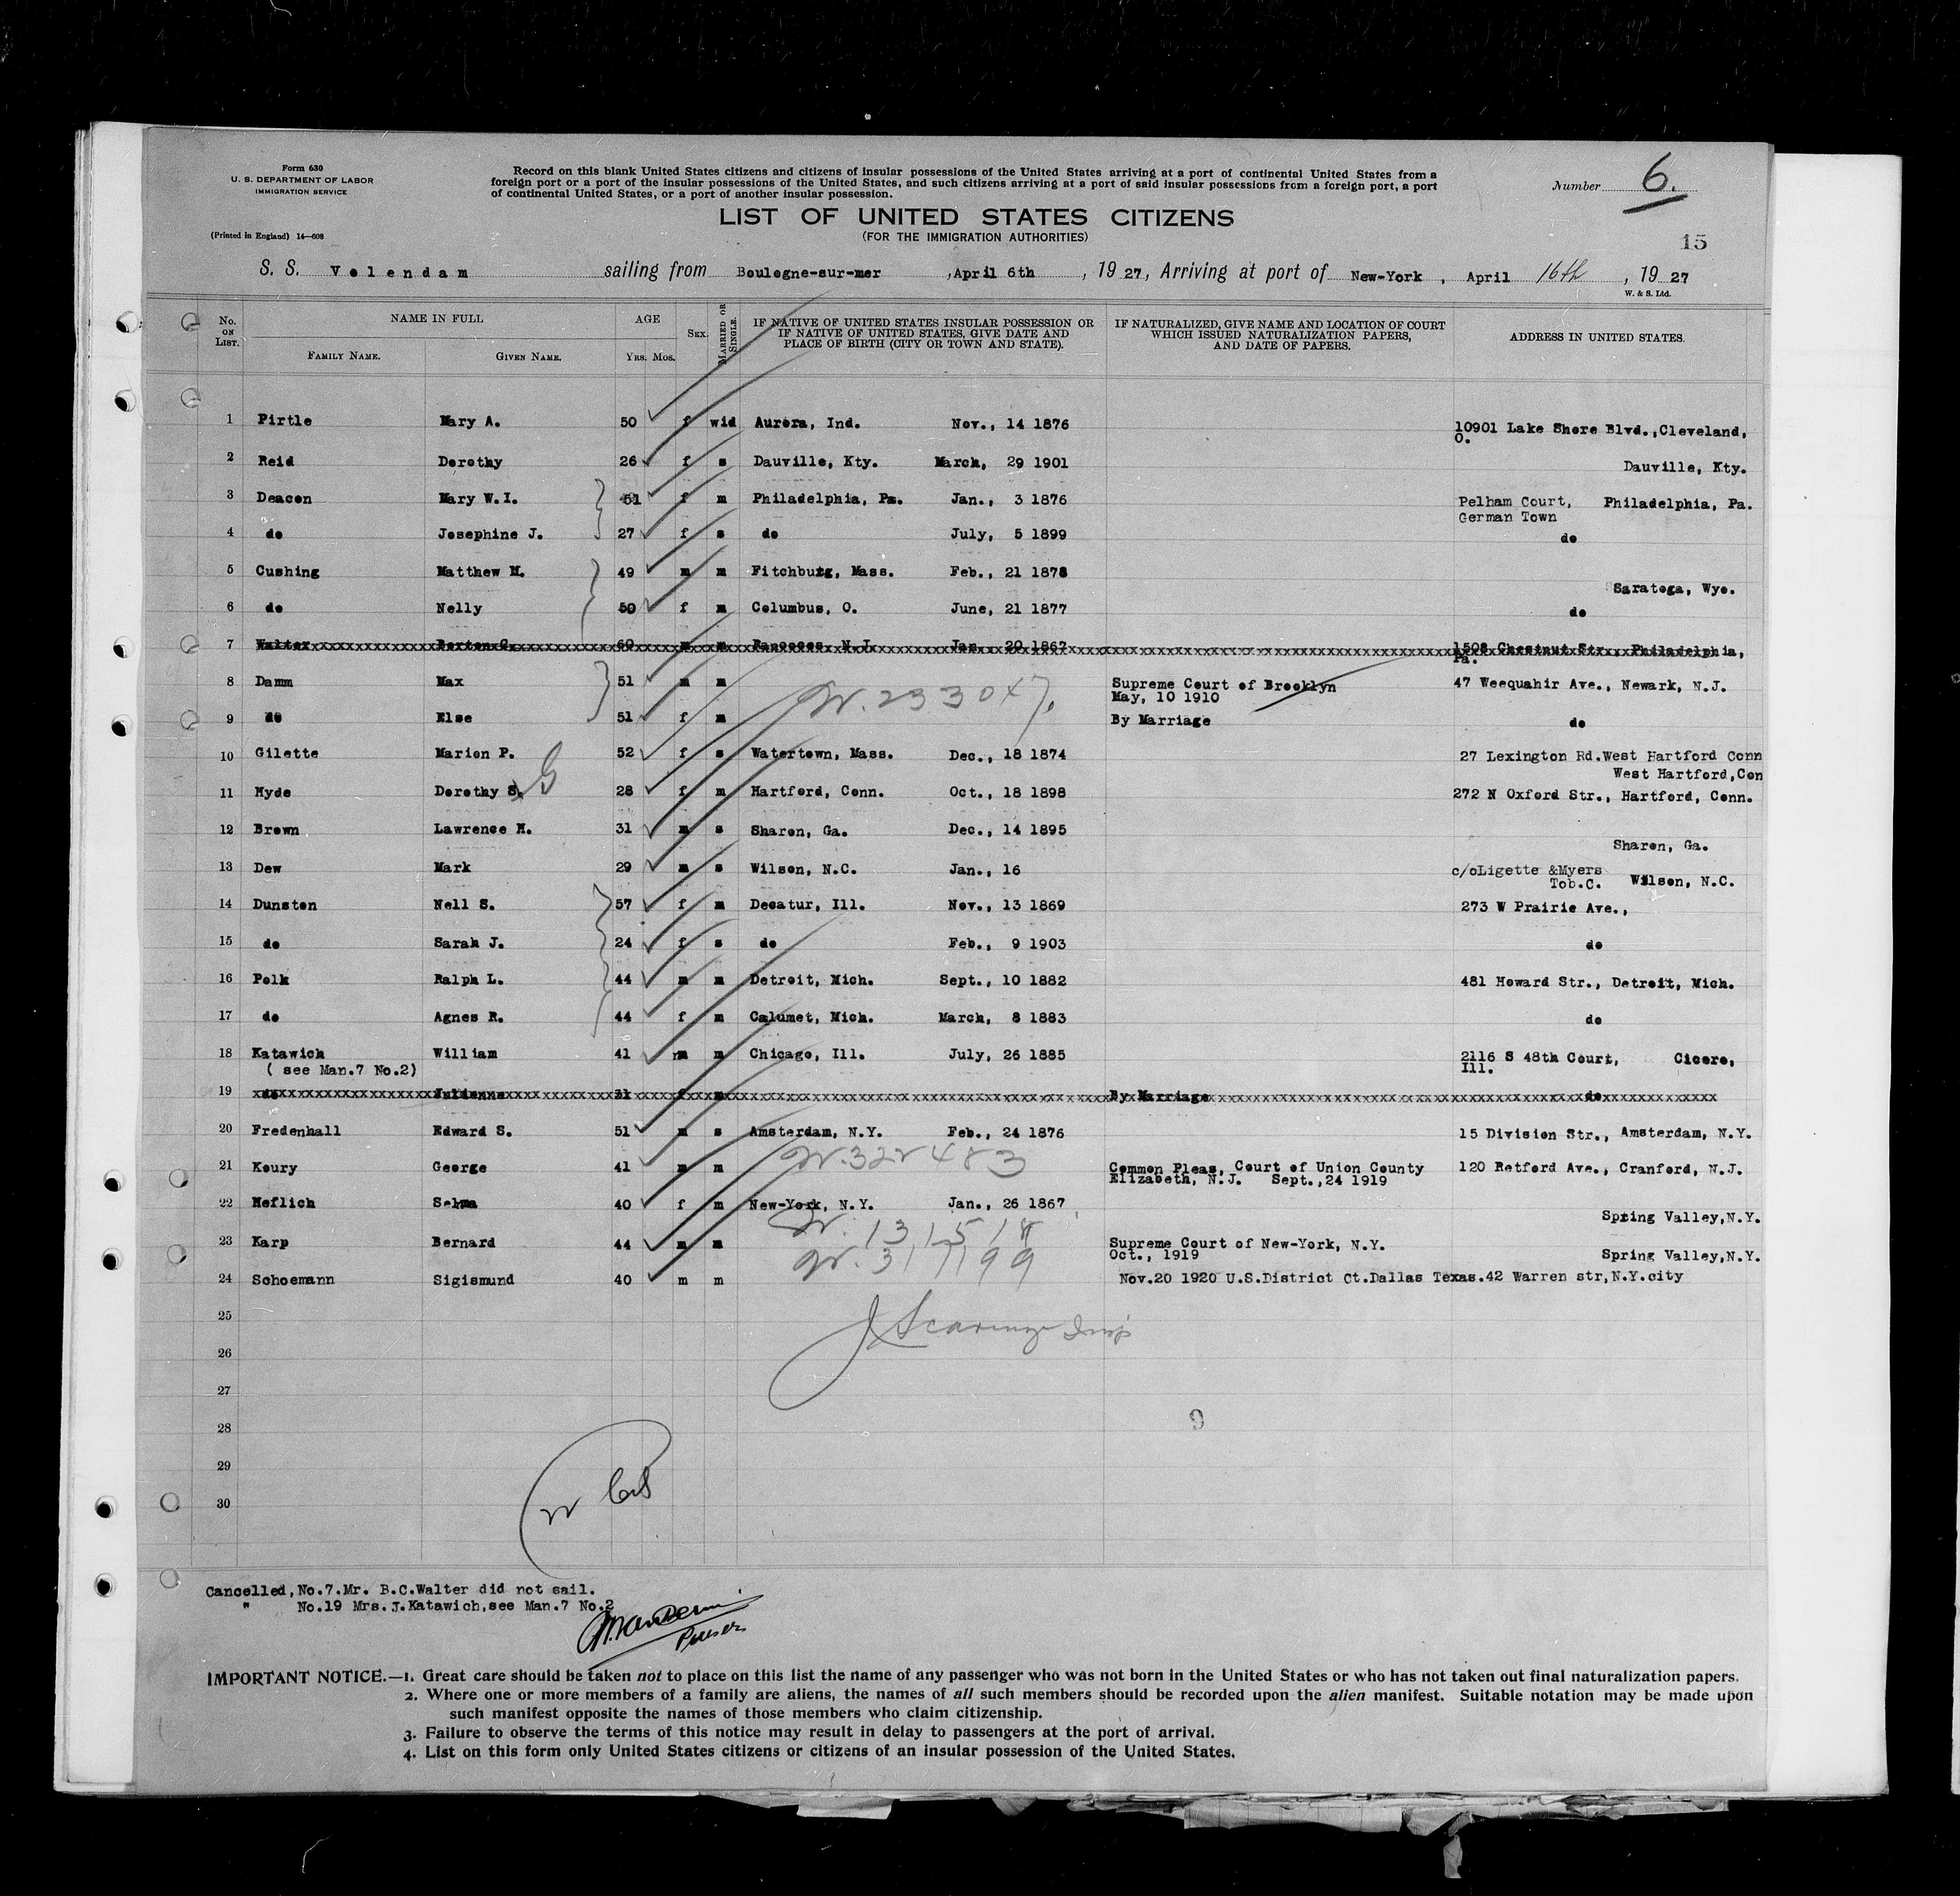 Form 630
U. S. DEPARTMENT OF LABOR
IMMIGRATION SERVICE
(Printed in England) 14—608
Record on this blank United States citizens and citizens of insular possessions of the United States arriving at a port of continental United States from a
foreign port or a port of the insular possessions of the United States, and such citizens arriving at a port of said insular possessions from a foreign port, a port
of continental United States, or a port of another insular possession.
Number 6.
LIST OF UNITED STATES CITIZENS
(FOR THE IMMIGRATION AUTHORITIES)
15
S. S. Volendam sailing from Boulogne-sur-mer ,April 6th , 19 27, Arriving at port of New-York , April 16th , 19 27
W. & S. Ltd.
No. ON LIST. NAME IN FULL FAMILY NAME. GIVEN NAME. AGE YRS. MOS. SEX. MARRIED OR SINGLE. IF NATIVE OF UNITED STATES INSULAR POSSESSION OR IF NATIVE OF UNITED STATES, GIVE DATE AND PLACE OF BIRTH (CITY OR TOWN AND STATE). IF NATURALIZED, GIVE NAME AND LOCATION OF COURT WHICH ISSUED NATURALIZATION PAPERS, AND DATE OF PAPERS. ADDRESS IN UNITED STATES.
1 Pirtle Mary A. 50 f wid Aurora, Ind. Nov., 14 1876 10901 Lake Shore Blvd.,Cleveland,
O.
2 Reid Dorothy 26 f s Dauville, Kty. March, 29 1901 Dauville, Kty.
3 Deacon Mary W.I. 51 f m Philadelphia, Pa. Jan., 3 1876 Pelham Court, Philadelphia, Pa.
German Town
4 do Josephine J. 27 f s do July, 5 1899 do
5 Cushing Matthew M. 49 m m Fitchburg, Mass. Feb., 21 1878 Saratoga, Wyo.
6 do Nelly 50 f m Columbus, O. June, 21 1877 do
7 Walter Berton C. 60 m m Rancocas, N.J. Jan. 20 1867 1508 Chestnut Str., Philadelphia,
Pa.
8 Damm Max 51 m m Supreme Court of Brooklyn 47 Weequahir Ave., Newark, N.J.
May, 10 1910
9 do Else 51 f m By Marriage do
10 Gilette Marion P. 52 f s Watertown, Mass. Dec., 18 1874 27 Lexington Rd.West Hartford Conn
West Hartford,Con
11 Hyde Dorothy S. G 28 f m Hartford, Conn. Oct., 18 1898 272 N Oxford Str., Hartford, Conn.
12 Brown Lawrence H. 31 m s Sharon, Ga. Dec., 14 1895 Sharon, Ga.
13 Dew Mark 29 m s Wilson, N.C. Jan., 16 c/oLigette &Myers
Tob.C. Wilson, N.C.
14 Dunston Nell S. 57 f m Decatur, Ill. Nov., 13 1869 273 W Prairie Ave.,
15 do Sarah J. 24 f s do Feb., 9 1903 do
16 Polk Ralph L. 44 m m Detroit, Mich. Sept., 10 1882 481 Howard Str., Detroit, Mich.
17 do Agnes R. 44 f m Calumet, Mich. March, 8 1883 do
18 Katawich William 41 m m Chicago, Ill. July, 26 1885 2116 S 48th Court, Cicero,
( see Man.7 No.2) Ill.
19 do Julianna 31 f m By Marriage do
20 Fredenhall Edward S. 51 m s Amsterdam, N.Y. Feb., 24 1876 15 Division Str., Amsterdam, N.Y.
21 Koury George 41 m m Common Pleas, Court of Union County 120 Retford Ave., Cranford, N.J.
Elizabeth, N.J. Sept.,24 1919
22 Heflich Selma 40 f m New-York, N.Y. Jan., 26 1867 Spring Valley,N.Y.
23 Karp Bernard 44 m m Supreme Court of New-York, N.Y.
Oct., 1919 Spring Valley,N.Y.
24 Schoemann Sigismund 40 m m Nov.20 1920 U.S.District Ct.Dallas Texas.42 Warren str,N.Y.city
25
26
27
28
29
30
Cancelled,No.7.Mr. B.C.Walter did not sail.
" No.19 Mrs.J.Katawich,see Man.7 No.2
Purser
IMPORTANT NOTICE.—1. Great care should be taken not to place on this list the name of any passenger who was not born in the United States or who has not taken out final naturalization papers.
2. Where one or more members of a family are aliens, the names of all such members should be recorded upon the alien manifest. Suitable notation may be made upon
such manifest opposite the names of those members who claim citizenship.
3. Failure to observe the terms of this notice may result in delay to passengers at the port of arrival.
4. List on this form only United States citizens or citizens of an insular possession of the United States.